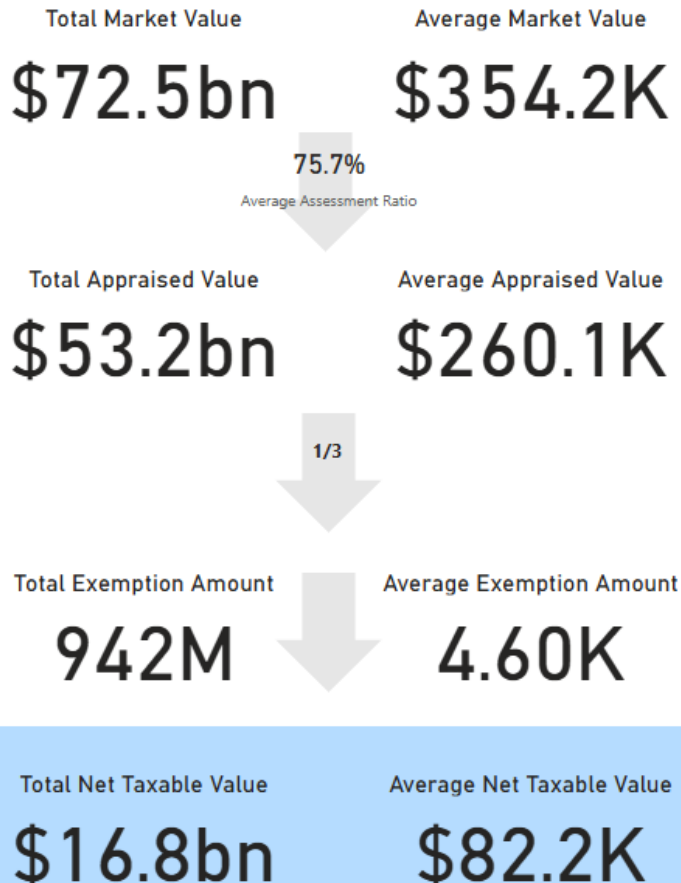 Total Market Value Average Market Value
$72.5bn $354.2K
75.7%
Average Assessment Ratio
Total Appraised Value Average Appraised Value
$53.2bn $260.1K
1/3
Total Exemption Amount Average Exemption Amount
942M 4.60K
Total Net Taxable Value Average Net Taxable Value
$16.8bn $82.2K